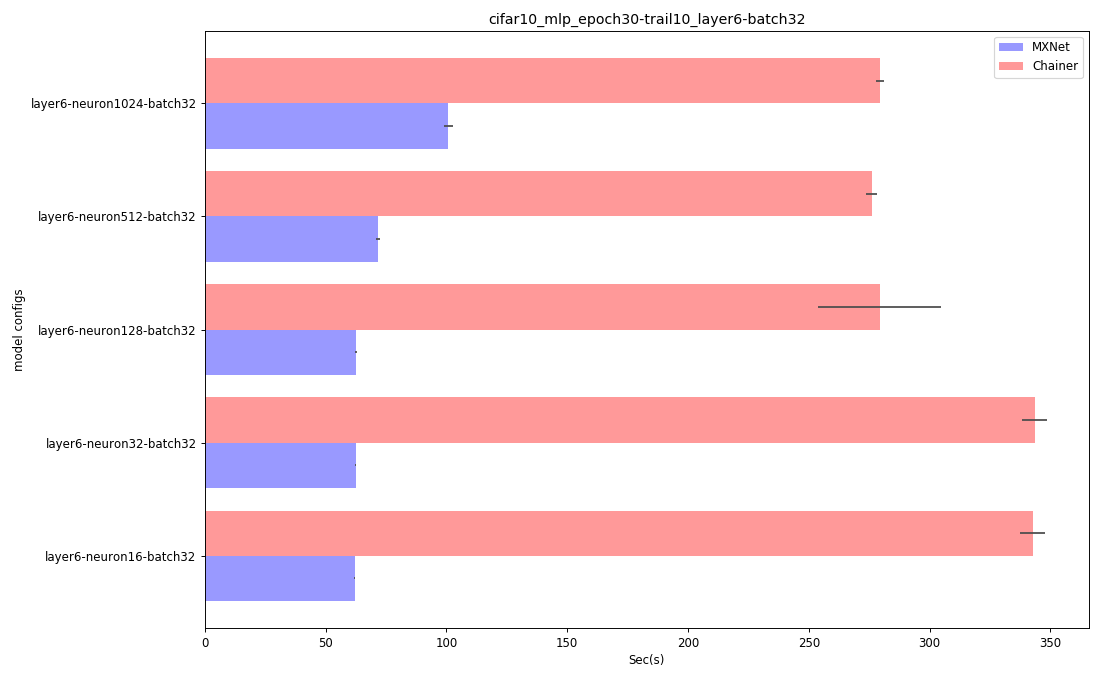 cifar10_mlp_epoch30-trail10_layer6-batch32
MXNet
Chainer
layer6-neuron1024-batch32
layer6-neuron512-batch32
layer6-neuron128-batch32
layer6-neuron32-batch32
layer6-neuron16-batch32
model configs
0 50 100 150 200 250 300 350
Sec(s)